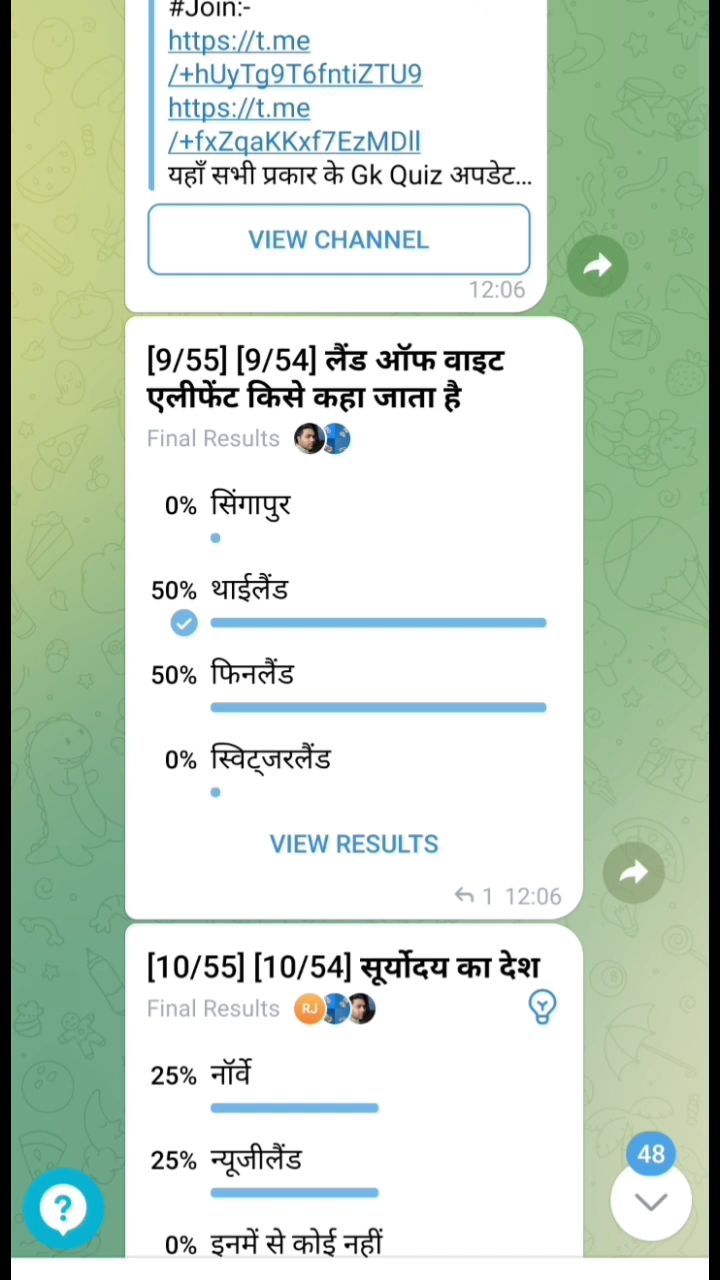 #Join:-
https://t.me
/+hUyTg9T6fntiZTU9
https://t.me
/+fxZqaKKxf7EzMDll
यहाँ सभी प्रकार के Gk Quiz अपडेट...
VIEW CHANNEL
12:06
[9/55] [9/54] लैंड ऑफ वाइट
एलीफेंट किसे कहा जाता है
Final Results
0% सिंगापुर
50% थाईलैंड
50% फिनलैंड
0% स्विट्जरलैंड
VIEW RESULTS
1 12:06
[10/55] [10/54] सूर्योदय का देश
Final Results RJ
25% नॉर्वे
25% न्यूजीलैंड
48
?
0% इनमें से कोई नहीं